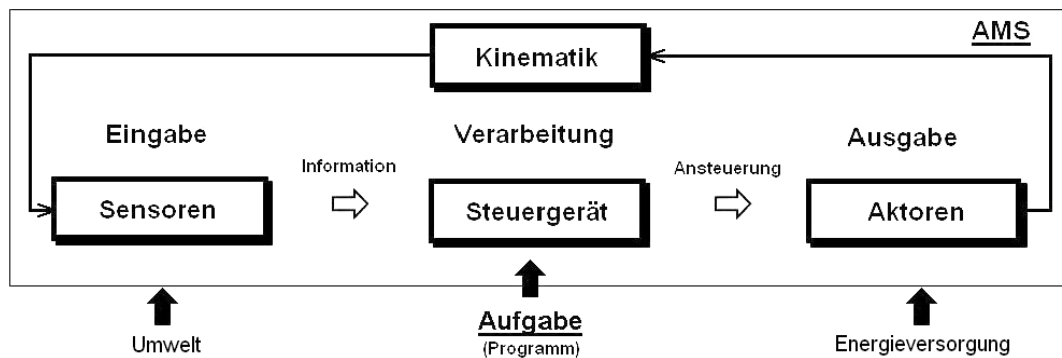 AMS
Kinematik
Eingabe
Verarbeitung
Ausgabe
Information
Ansteuerung
Sensoren
Steuergerät
Aktoren
Umwelt
Aufgabe
(Programm)
Energieversorgung